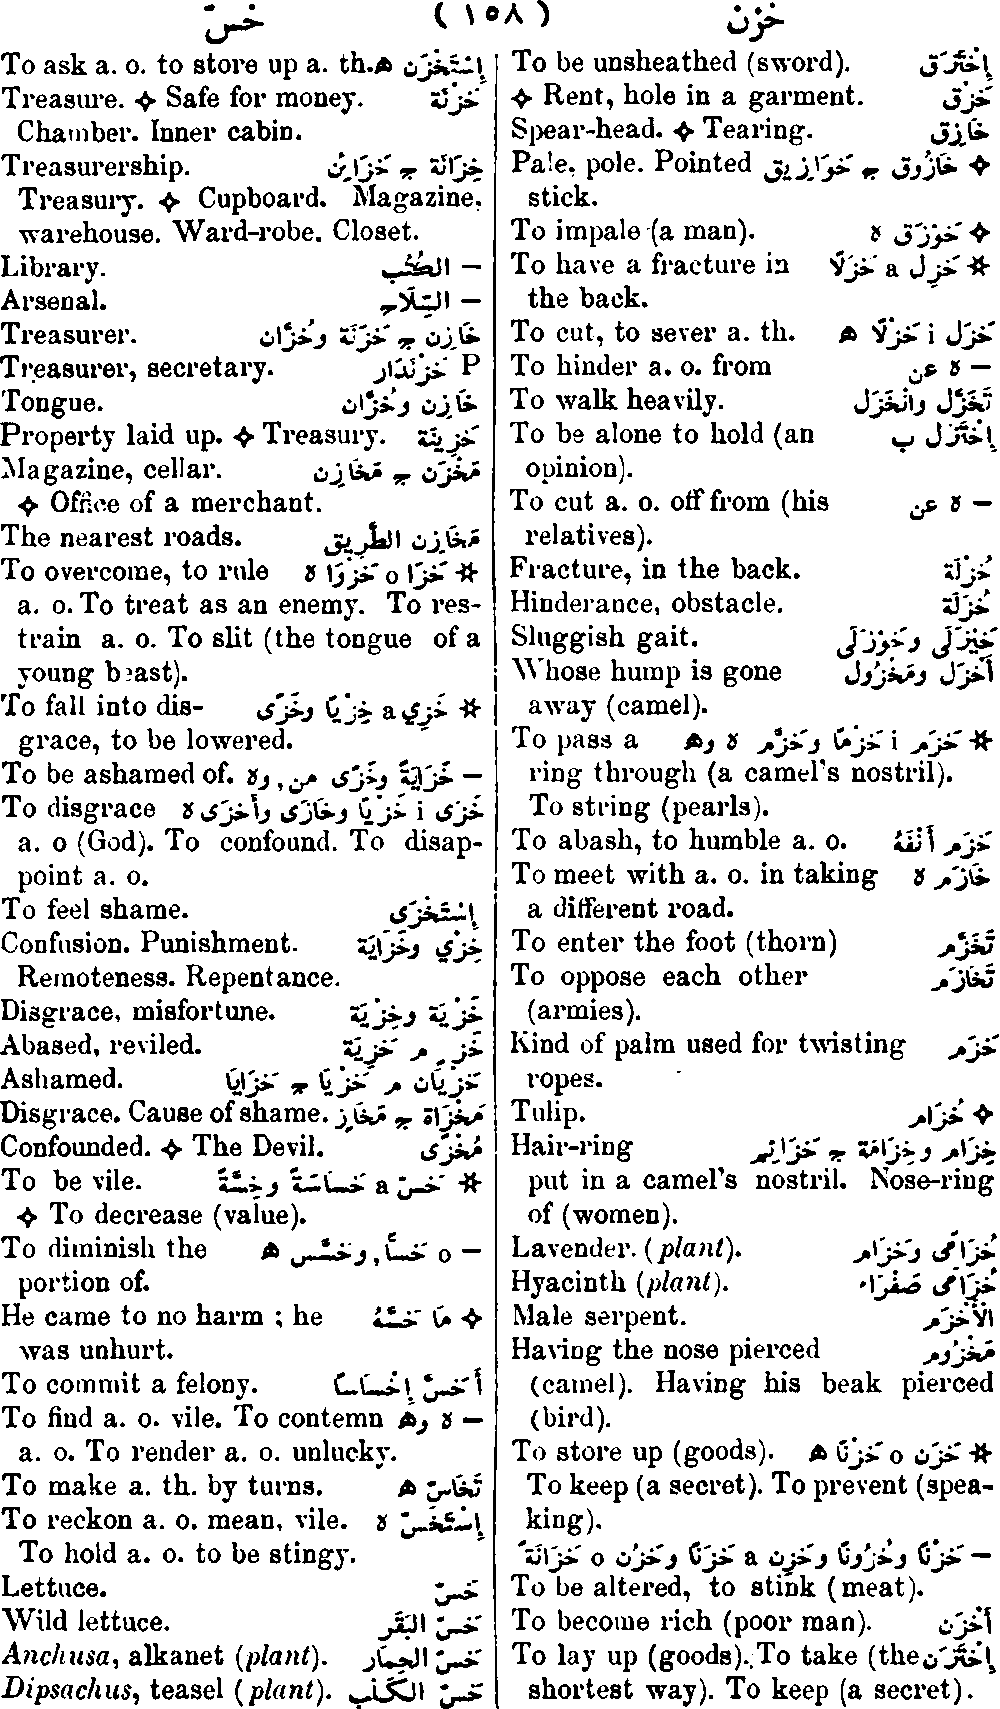 خسّ ( ١٥٨ ) خزن
To be unsheathed (sword). إِخْتَزَق
❖ Rent, hole in a garment. خَزْق
Spear-head. ❖ Tearing. خَازِق
Pale, pole. Pointed ❖ خَازُوق ج خَوَازِيق
stick.
To impale (a man). ❖ خَوْزَق ه
To have a fracture in ✲ خَزِل a خَزَلًا
the back.
To cut, to sever a. th. خَزَل i خَزْلًا ه
To hinder a. o. from — ه عن
To walk heavily. تَخَزَّل وانْخَزَل
To be alone to hold (an إِخْتَزَل ب
opinion).
To cut a. o. off from (his — ه عن
relatives).
Fracture, in the back. خُزْلَة
Hinderance, obstacle. خُزَلَة
Sluggish gait. خَيْزَلَى وخَوْزَلَى
Whose hump is gone أَخْزَل ومَخْزُول
away (camel).
To pass a ✲ خَزَم i خَزْمًا وخَزَّم ه وه
ring through (a camel's nostril).
To string (pearls).
To abash, to humble a. o. خَزَم أَنْفَهُ
To meet with a. o. in taking خَازَم ه
a different road.
To enter the foot (thorn) تَخَزَّم
To oppose each other تَخَازَم
(armies).
Kind of palm used for twisting خَزَم
ropes.
Tulip. ❖ خُزَام
Hair-ring خِزَام وخِزَامَة ج خَزَائِم
put in a camel's nostril. Nose-ring
of (women).
Lavender. (plant). خُزَامَى وخُزَام
Hyacinth (plant). خُزَامَى صَفْرَاء
Male serpent. الأَخْزَم
Having the nose pierced مَخْزُوم
(camel). Having his beak pierced
(bird).
To store up (goods). ✲ خَزَن o خَزْنًا ه
To keep (a secret). To prevent (spea-
king).
— خَزْنًا وخُزُونًا وخَزِن a خَزَنًا وخَزُن o خَزَانَةً
To be altered, to stink (meat).
To become rich (poor man). أَخْزَن
To lay up (goods). To take (the إِخْتَزَن
shortest way). To keep (a secret).
To ask a. o. to store up a. th. إِسْتَخْزَن ه
Treasure. ❖ Safe for money. خَزْنَة
Chamber. Inner cabin.
Treasurership. خِزَانَة ج خَزَائِن
Treasury. ❖ Cupboard. Magazine,
warehouse. Ward-robe. Closet.
Library. — الكُتُب
Arsenal. — السِّلَاح
Treasurer. خَازِن ج خَزَنَة وخُزَّان
Treasurer, secretary. P خَزْنَدَار
Tongue. خَازِن وخُزَّان
Property laid up. ❖ Treasury. خَزِينَة
Magazine, cellar. مَخْزَن ج مَخَازِن
❖ Office of a merchant.
The nearest roads. مَخَازِن الطَّرِيق
To overcome, to rule ✲ خَزَا o خَزْوًا ه
a. o. To treat as an enemy. To res-
train a. o. To slit (the tongue of a
young beast).
To fall into dis- ✲ خَزِي a خِزْيًا وخَزًى
grace, to be lowered.
To be ashamed of. — خَزَايَةً وخَزًى من, وه
To disgrace خَزَى i خَزْيًا وخَازَى وأَخْزَى ه
a. o (God). To confound. To disap-
point a. o.
To feel shame. إِسْتَخْزَى
Confusion. Punishment. خِزْي وخَزَايَة
Remoteness. Repentance.
Disgrace, misfortune. خَزْيَة وخِزْيَة
Abased, reviled. خَزٍ م خَزِيَة
Ashamed. خَزْيَان م خَزْيَا ج خَزَايَا
Disgrace. Cause of shame. مَخْزَاة ج مَخَازٍ
Confounded. ❖ The Devil. مُخْزًى
To be vile. ✲ خَسّ a خَسَاسَةً وخِسَّةً
❖ To decrease (value).
To diminish the — o خَسًّا, وخَسَّس ه
portion of.
He came to no harm ; he ❖ مَا خَسَّهُ
was unhurt.
To commit a felony. أَخَسَّ إِخْسَاسًا
To find a. o. vile. To contemn — ه وه
a. o. To render a. o. unlucky.
To make a. th. by turns. تَخَاسّ ه
To reckon a. o. mean, vile. إِسْتَخَسّ ه
To hold a. o. to be stingy.
Lettuce. خَسّ
Wild lettuce. خَسّ البَقَر
Anchusa, alkanet (plant). خَسّ الحِمَار
Dipsachus, teasel (plant). خَسّ الكَلْب